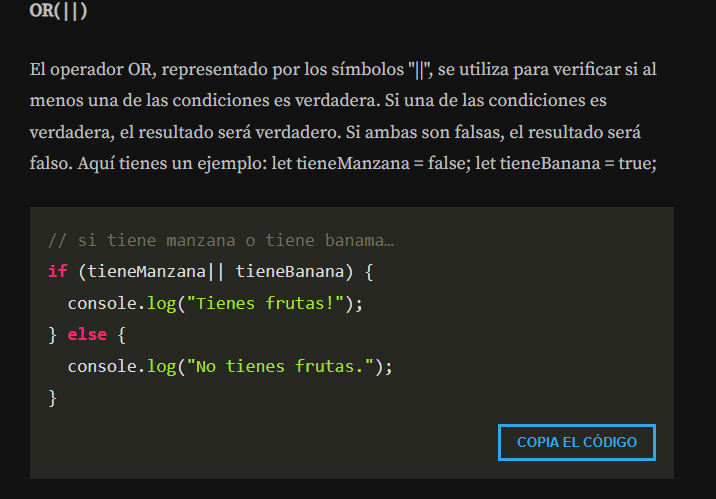 OR(||)
El operador OR, representado por los símbolos "||", se utiliza para verificar si al
menos una de las condiciones es verdadera. Si una de las condiciones es
verdadera, el resultado será verdadero. Si ambas son falsas, el resultado será
falso. Aquí tienes un ejemplo: let tieneManzana = false; let tieneBanana = true;
// si tiene manzana o tiene banama…
if (tieneManzana|| tieneBanana) {
  console.log("Tienes frutas!");
} else {
  console.log("No tienes frutas.");
}
COPIA EL CÓDIGO